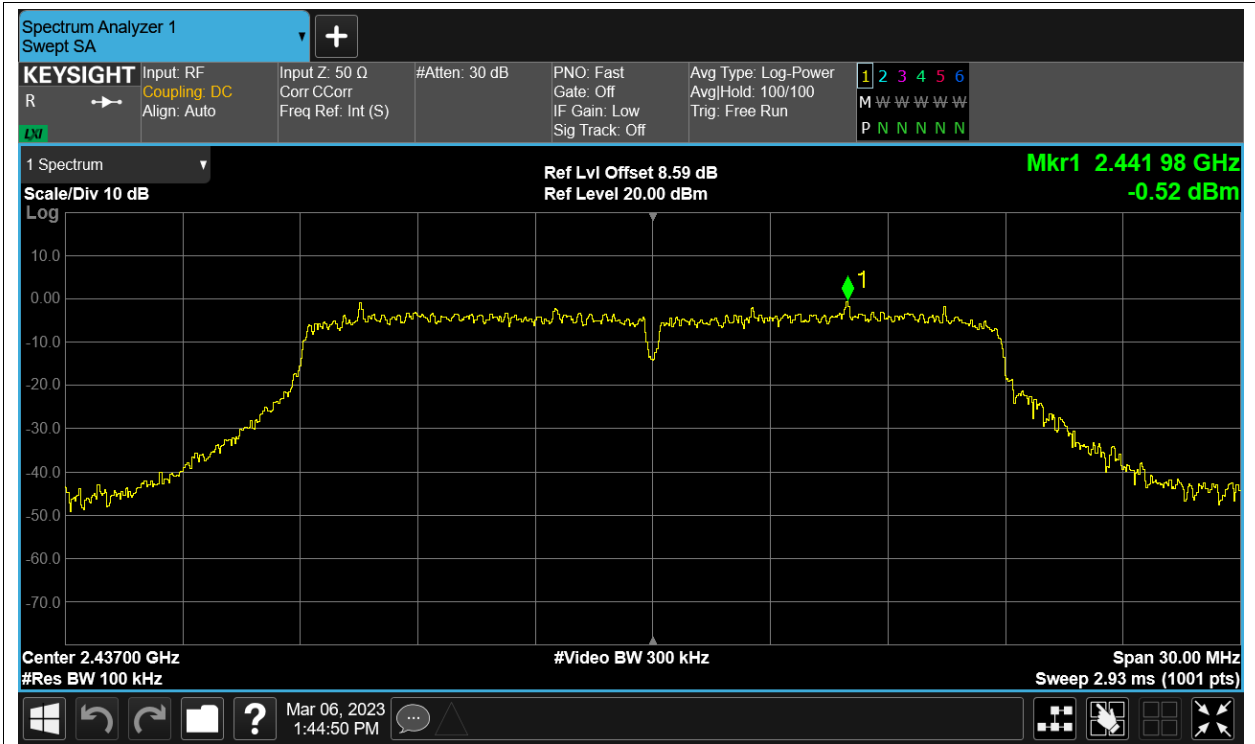 Spectrum Analyzer 1
Swept SA
KEYSIGHT
R
LXI
Input: RF
Coupling: DC
Align: Auto
Input Z: 50 Ω
Corr CCorr
Freq Ref: Int (S)
#Atten: 30 dB
PNO: Fast
Gate: Off
IF Gain: Low
Sig Track: Off
Avg Type: Log-Power
Avg|Hold: 100/100
Trig: Free Run
1 2 3 4 5 6
M W W W W W W
P N N N N N N
1 Spectrum
Scale/Div 10 dB
Log
Ref Lvl Offset 8.59 dB
Ref Level 20.00 dBm
Mkr1 2.441 98 GHz
-0.52 dBm
10.0
0.00
-10.0
-20.0
-30.0
-40.0
-50.0
-60.0
-70.0
1
Center 2.43700 GHz
#Video BW 300 kHz
Span 30.00 MHz
#Res BW 100 kHz
Sweep 2.93 ms (1001 pts)
?
Mar 06, 2023
1:44:50 PM